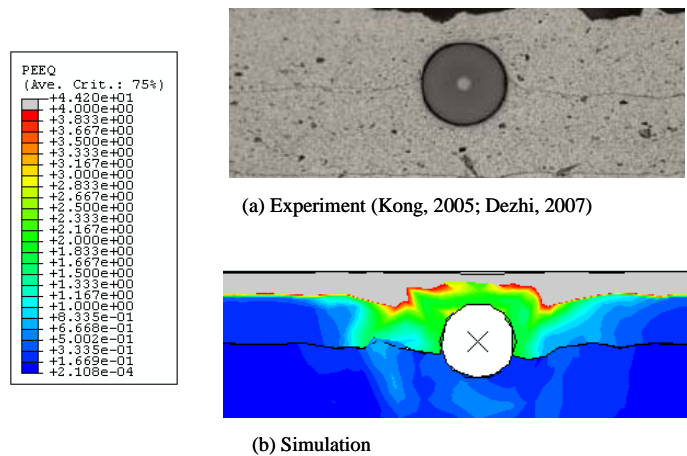 PEEQ
(Ave. Crit.: 75%)
+4.420e+01
+4.000e+00
+3.833e+00
+3.667e+00
+3.500e+00
+3.333e+00
+3.167e+00
+3.000e+00
+2.833e+00
+2.667e+00
+2.500e+00
+2.333e+00
+2.167e+00
+2.000e+00
+1.833e+00
+1.667e+00
+1.500e+00
+1.333e+00
+1.167e+00
+1.000e+00
+8.335e-01
+6.668e-01
+5.002e-01
+3.335e-01
+1.669e-01
+2.108e-04
(a) Experiment (Kong, 2005; Dezhi, 2007)
(b) Simulation